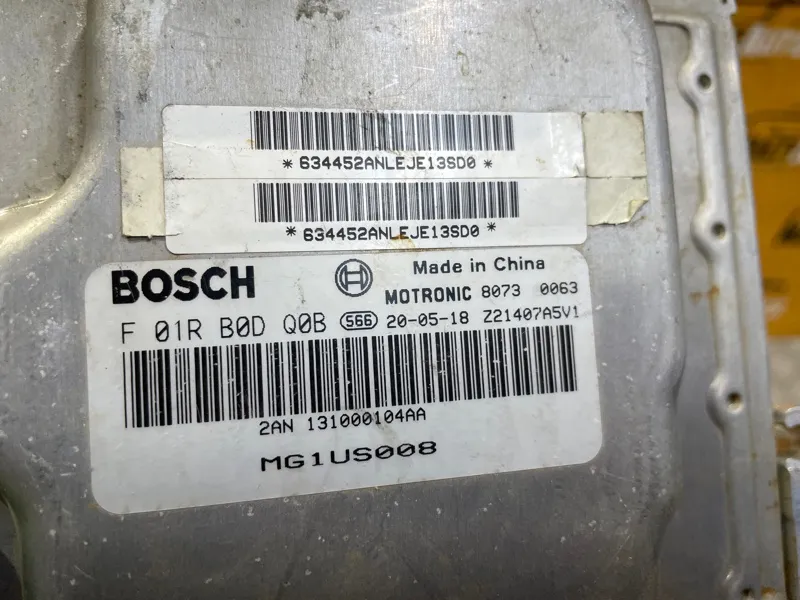 * 634452ANLEJE13SD0 *
* 634452ANLEJE13SD0 *
BOSCH
Made in China
MOTRONIC 8073 0063
F 01R B0D Q0B 566 20-05-18 Z21407A5V1
2AN 131000104AA
MG1US008